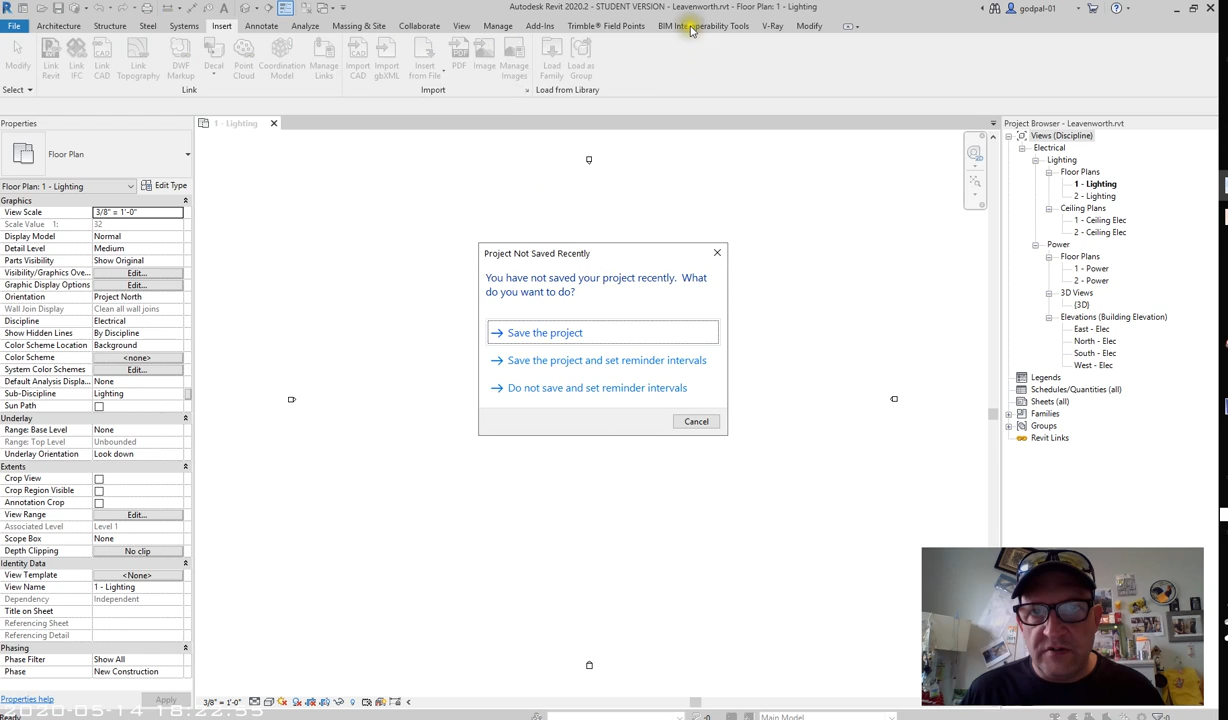 Autodesk Revit 2020.2 - STUDENT VERSION - Leavenworth.rvt - Floor Plan: 1 - Lighting
godpal-01
File Architecture Structure Steel Systems Insert Annotate Analyze Massing & Site Collaborate View Manage Add-Ins Trimble® Field Points BIM Interoperability Tools V-Ray Modify
Modify
Link Revit
Link IFC
Link CAD
Link Topography
DWF Markup
Decal
Point Cloud
Coordination Model
Manage Links
Import CAD
Import gbXML
Insert from File
PDF
Image
Manage Images
Load Family
Load as Group
Select Link Import Load from Library
Properties
1 - Lighting
Floor Plan
Floor Plan: 1 - Lighting Edit Type
Graphics
View Scale 3/8" = 1'-0"
Scale Value 1: 32
Display Model Normal
Detail Level Medium
Parts Visibility Show Original
Visibility/Graphics Ove... Edit...
Graphic Display Options Edit...
Orientation Project North
Wall Join Display Clean all wall joins
Discipline Electrical
Show Hidden Lines By Discipline
Color Scheme Location Background
Color Scheme <none>
System Color Schemes Edit...
Default Analysis Displa... None
Sub-Discipline Lighting
Sun Path
Underlay
Range: Base Level None
Range: Top Level Unbounded
Underlay Orientation Look down
Extents
Crop View
Crop Region Visible
Annotation Crop
View Range Edit...
Associated Level Level 1
Scope Box None
Depth Clipping No clip
Identity Data
View Template <None>
View Name 1 - Lighting
Dependency Independent
Title on Sheet
Referencing Sheet
Referencing Detail
Phasing
Phase Filter Show All
Phase New Construction
Properties help Apply
2020-05-14 18:22:53
Ready
Project Not Saved Recently
You have not saved your project recently. What
do you want to do?
Save the project
Save the project and set reminder intervals
Do not save and set reminder intervals
Cancel
3/8" = 1'-0"
:0
Main Model
:0
Project Browser - Leavenworth.rvt
Views (Discipline)
Electrical
Lighting
Floor Plans
1 - Lighting
2 - Lighting
Ceiling Plans
1 - Ceiling Elec
2 - Ceiling Elec
Power
Floor Plans
1 - Power
2 - Power
3D Views
{3D}
Elevations (Building Elevation)
East - Elec
North - Elec
South - Elec
West - Elec
Legends
Schedules/Quantities (all)
Sheets (all)
Families
Groups
Revit Links